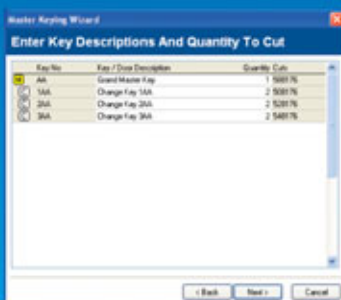 Master Keying Wizard
Enter Key Descriptions And Quantity To Cut
Key No Key / Door Description Quantity Cuts
AA Grand Master Key 1 588176
1AA Change Key 1AA 2 508176
2AA Change Key 2AA 2 528176
3AA Change Key 3AA 2 548176
< Back Next > Cancel